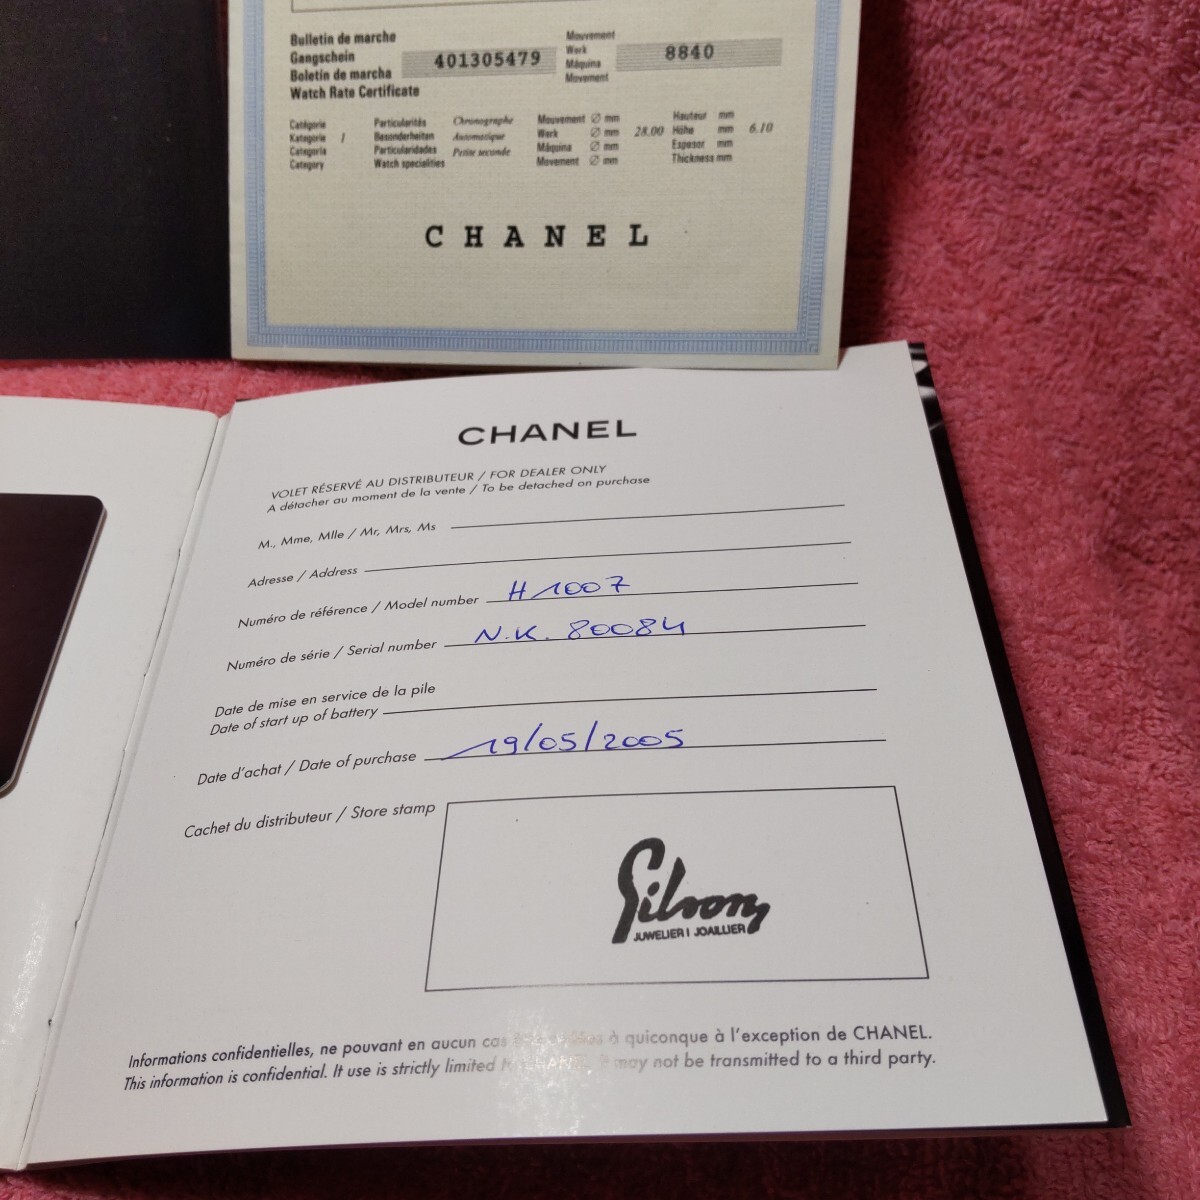 Bulletin de marche
Gangschein
Boletin de marcha
Watch Rate Certificate
401305479
Mouvement
Werk
Máquina
Movement
8840
Catégorie
Kategorie
Categoria
Category
1
Particularités
Besonderheiten
Particularidades
Watch specialities
Chronographe
Automatique
Petite seconde
Mouvement ∅ mm
Werk ∅ mm
Máquina ∅ mm
Movement ∅ mm
28.00
Hauteur mm
Höhe mm
Espesor mm
Thickness mm
6.10
CHANEL
CHANEL
VOLET RÉSERVÉ AU DISTRIBUTEUR / FOR DEALER ONLY
A détacher au moment de la vente / To be detached on purchase
M., Mme, Mlle / Mr, Mrs, Ms
Adresse / Address
Numéro de référence / Model number H1007
Numéro de série / Serial number N.K. 80084
Date de mise en service de la pile
Date of start up of battery
Date d'achat / Date of purchase 19/05/2005
Cachet du distributeur / Store stamp
Gilson
JUWELIER I JOAILLIER
Informations confidentielles, ne pouvant en aucun cas à quiconque à l'exception de CHANEL.
This information is confidential. It use is strictly limited CHANEL. It may not be transmitted to a third party.